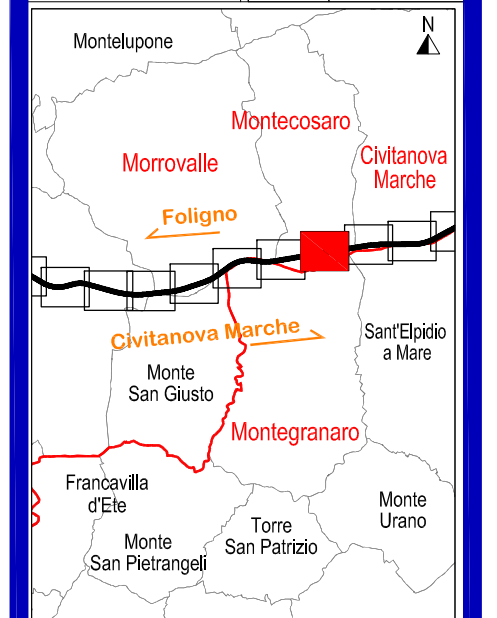 N
Montelupone
Montecosaro
Morrovalle
Civitanova
Marche
Foligno
Civitanova Marche
Sant'Elpidio
a Mare
Monte
San Giusto
Montegranaro
Francavilla
d'Ete
Monte
Urano
Torre
San Patrizio
Monte
San Pietrangeli